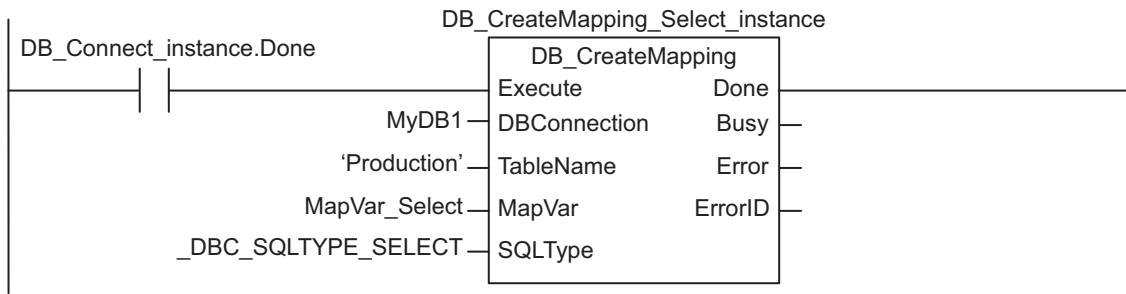 DB_CreateMapping_Select_instance
DB_Connect_instance.Done
DB_CreateMapping
Execute Done
MyDB1 DBConnection Busy
‘Production’ TableName Error
MapVar_Select MapVar ErrorID
_DBC_SQLTYPE_SELECT SQLType